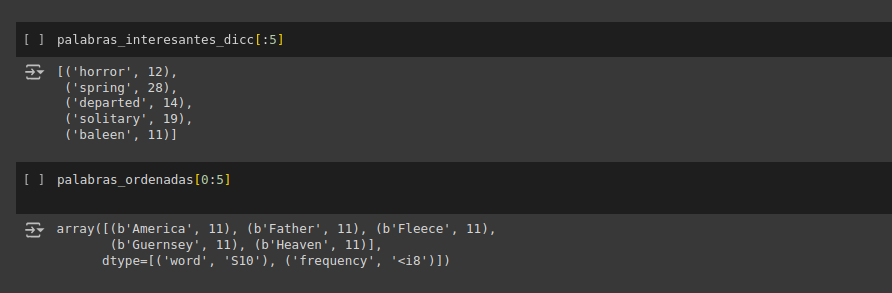 [ ] palabras_interesantes_dicc[:5]
[('horror', 12),
('spring', 28),
('departed', 14),
('solitary', 19),
('baleen', 11)]
[ ] palabras_ordenadas[0:5]
array([(b'America', 11), (b'Father', 11), (b'Fleece', 11),
(b'Guernsey', 11), (b'Heaven', 11)],
dtype=[('word', 'S10'), ('frequency', '<i8')])